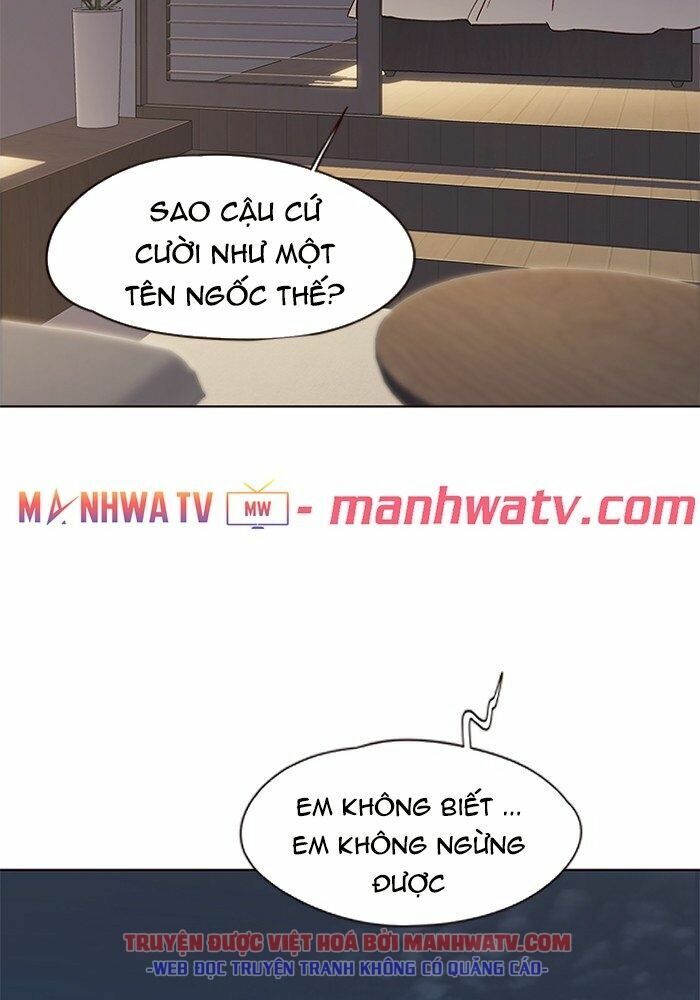 SAO CẬU CỨ
CƯỜI NHƯ MỘT
TÊN NGỐC THẾ?
MANHWA TV MW - manhwatv.com
EM KHÔNG BIẾT ...
EM KHÔNG NGỪNG
ĐƯỢC
TRUYỆN ĐƯỢC VIỆT HOÁ BỞI MANHWATV.COM
-WEB ĐỌC TRUYỆN TRANH KHÔNG CÓ QUẢNG CÁO-